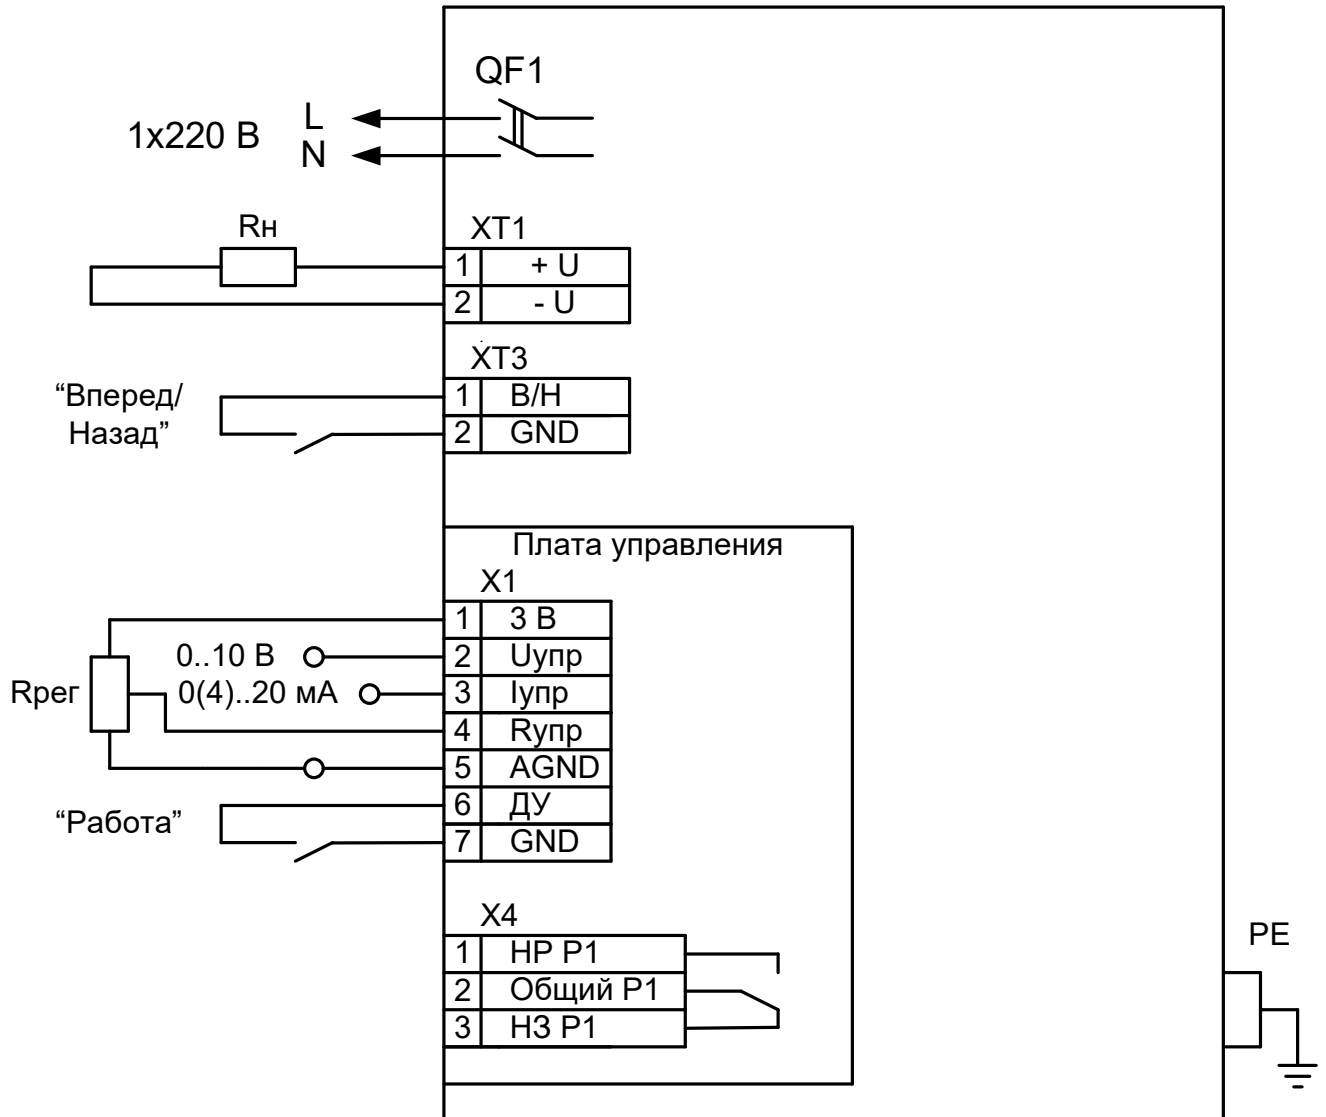 QF1
1x220 В
L
N
Rн
XT1
1 + U
2 - U
XT3
“Вперед/
Назад”
1 В/Н
2 GND
Плата управления
X1
1 3 В
0..10 В 2 Uупр
Rрег 0(4)..20 мА 3 Iупр
4 Rупр
5 AGND
“Работа” 6 ДУ
7 GND
X4
1 НР Р1
2 Общий Р1
3 НЗ Р1
PE